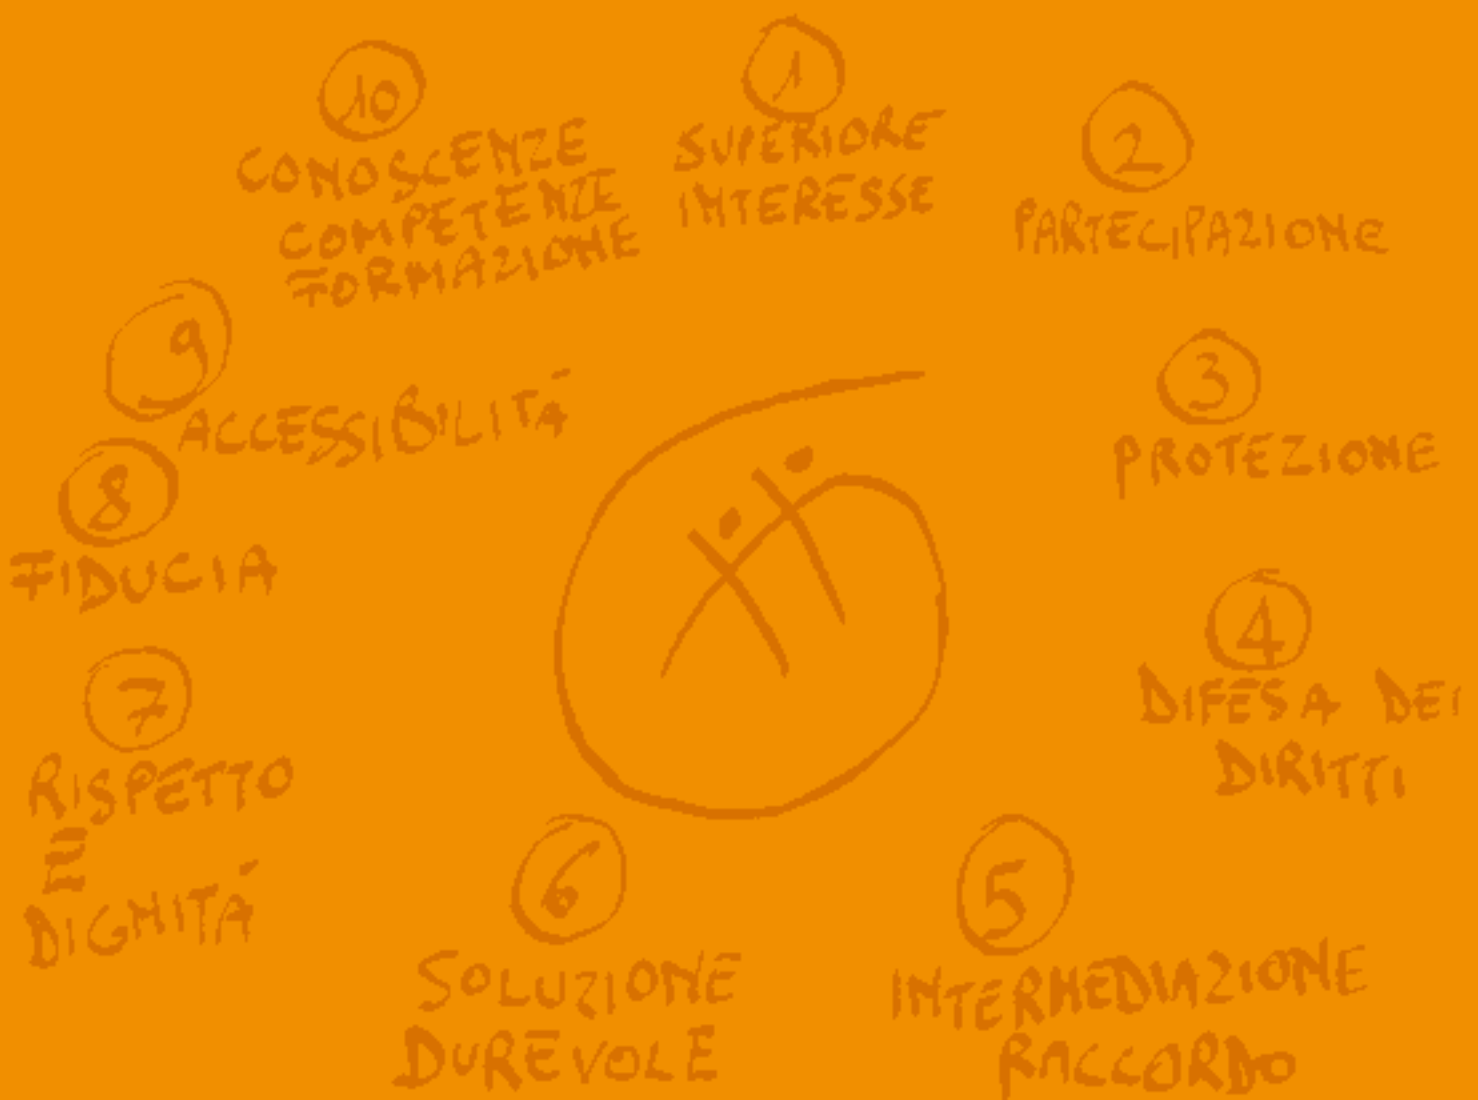 1
SUPERIORE
INTERESSE
2
PARTECIPAZIONE
3
PROTEZIONE
4
DIFESA DEI
DIRITTI
5
INTERMEDIAZIONE
RACCORDO
6
SOLUZIONE
DUREVOLE
7
RISPETTO
E
DIGNITÁ
8
FIDUCIA
9
ACCESSIBILITÁ
10
CONOSCENZE
COMPETENZE
FORMAZIONE